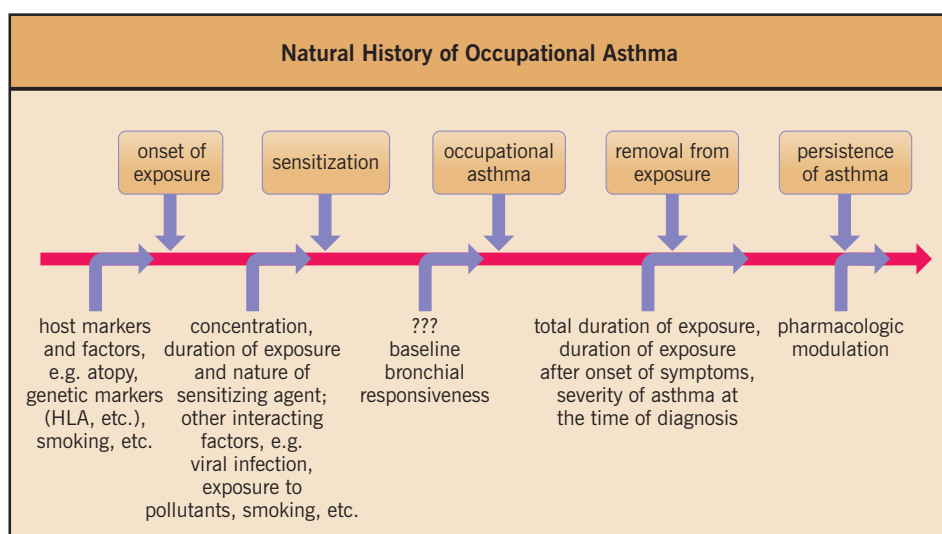 Natural History of Occupational Asthma
onset of
exposure
sensitization
occupational
asthma
removal from
exposure
persistence
of asthma
host markers
and factors,
e.g. atopy,
genetic markers
(HLA, etc.),
smoking, etc.
concentration,
duration of exposure
and nature of
sensitizing agent;
other interacting
factors, e.g.
viral infection,
exposure to
pollutants, smoking, etc.
???
baseline
bronchial
responsiveness
total duration of exposure,
duration of exposure
after onset of symptoms,
severity of asthma at
the time of diagnosis
pharmacologic
modulation